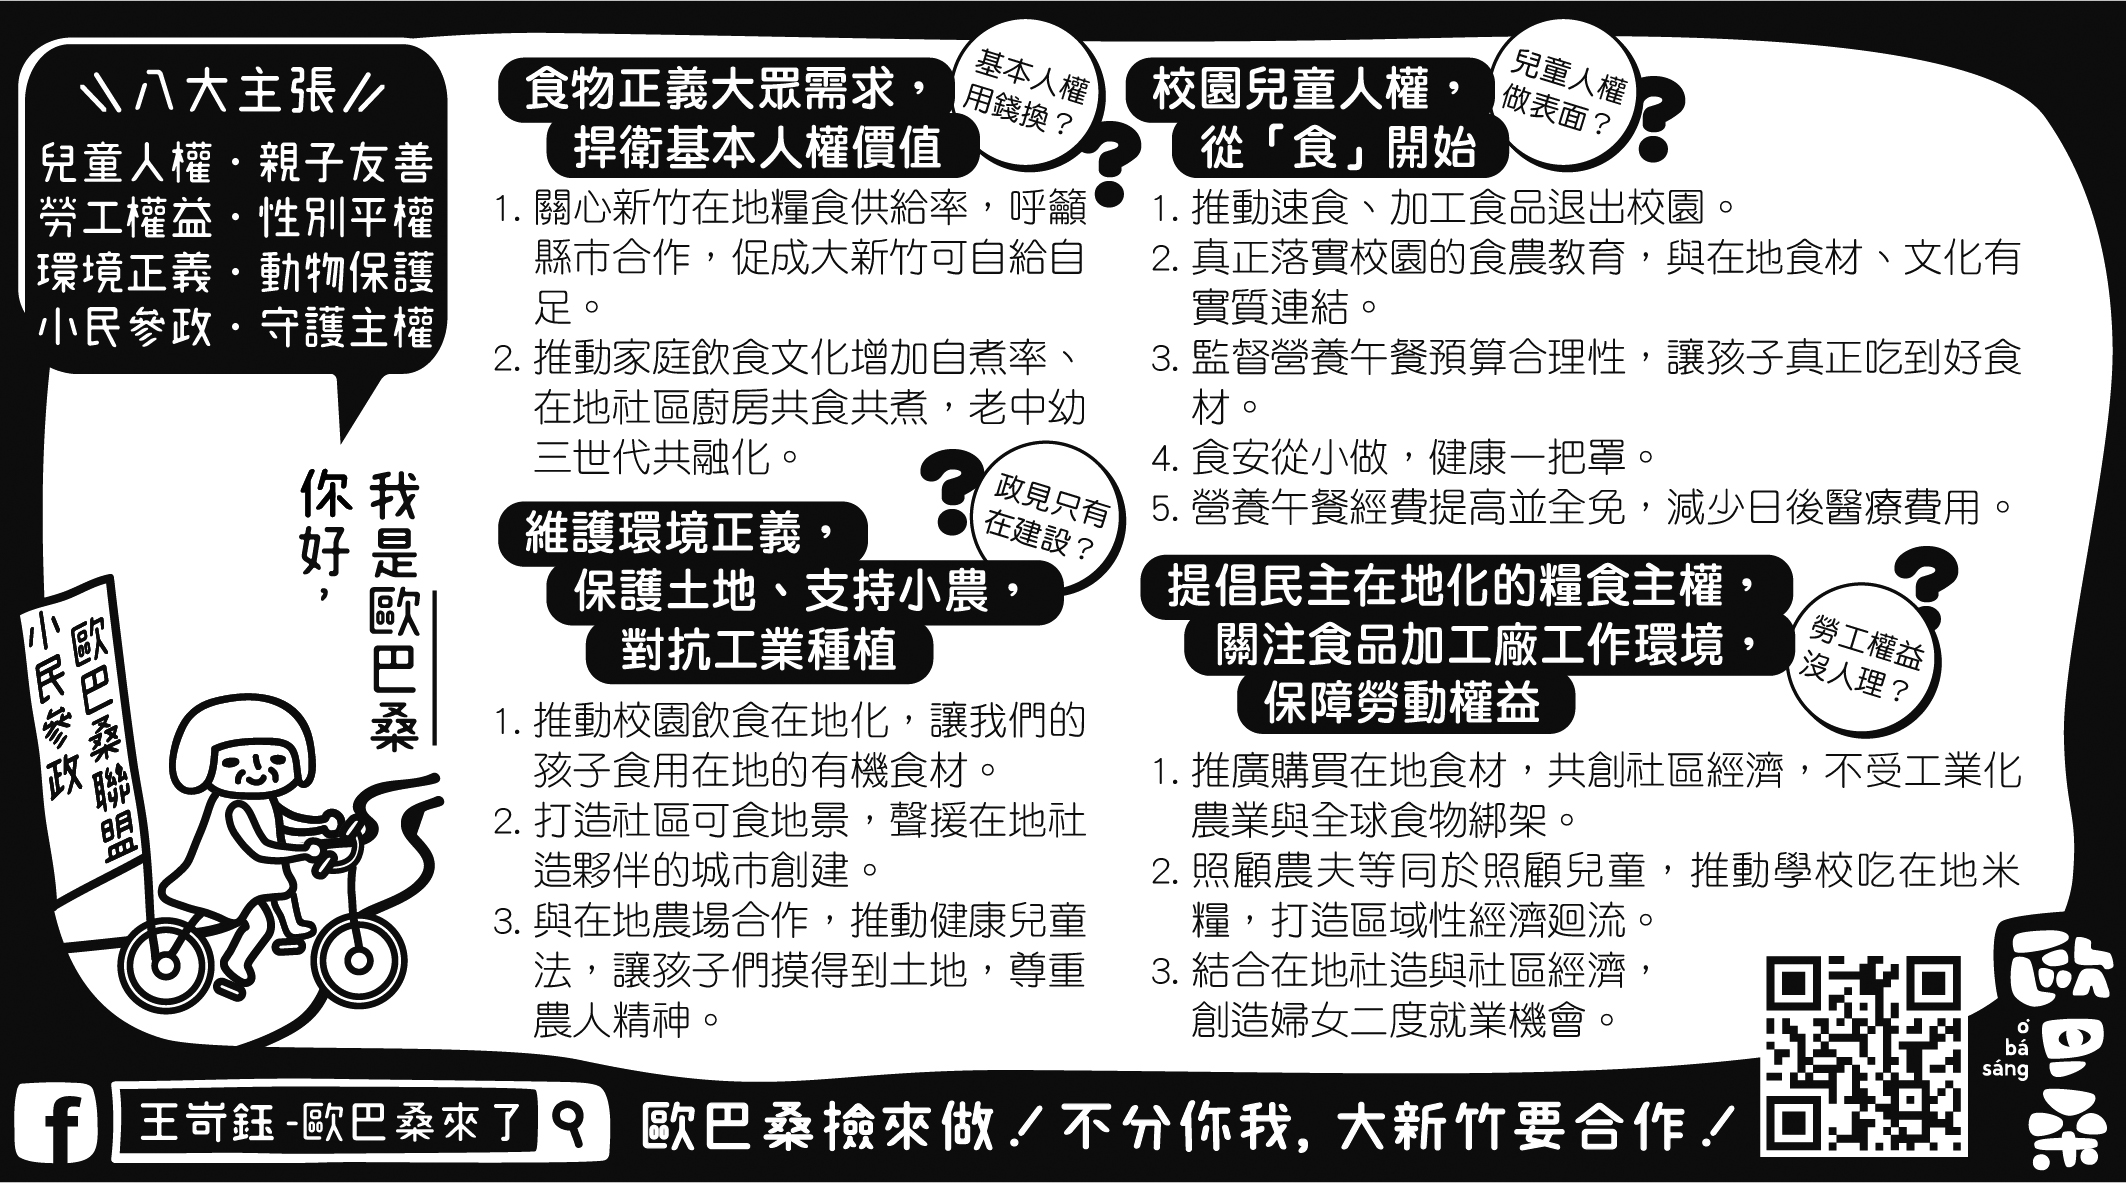 \\八大主張//
兒童人權·親子友善
勞工權益·性別平權
環境正義·動物保護
小民參政·守護主權
你好，
我是歐巴桑
歐巴桑聯盟
小民參政
食物正義大眾需求，
捍衛基本人權價值
基本人權
用錢換？
?
1. 關心新竹在地糧食供給率，呼籲
縣市合作，促成大新竹可自給自
足。
2. 推動家庭飲食文化增加自煮率、
在地社區廚房共食共煮，老中幼
三世代共融化。
維護環境正義，
保護土地、支持小農，
對抗工業種植
?
政見只有
在建設？
1. 推動校園飲食在地化，讓我們的
孩子食用在地的有機食材。
2. 打造社區可食地景，聲援在地社
造夥伴的城市創建。
3. 與在地農場合作，推動健康兒童
法，讓孩子們摸得到土地，尊重
農人精神。
校園兒童人權，
從「食」開始
兒童人權
做表面？
?
1. 推動速食、加工食品退出校園。
2. 真正落實校園的食農教育，與在地食材、文化有
實質連結。
3. 監督營養午餐預算合理性，讓孩子真正吃到好食
材。
4. 食安從小做，健康一把罩。
5. 營養午餐經費提高並全免，減少日後醫療費用。
提倡民主在地化的糧食主權，
關注食品加工廠工作環境，
保障勞動權益
?
勞工權益
沒人理？
1. 推廣購買在地食材，共創社區經濟，不受工業化
農業與全球食物綁架。
2. 照顧農夫等同於照顧兒童，推動學校吃在地米
糧，打造區域性經濟迴流。
3. 結合在地社造與社區經濟，
創造婦女二度就業機會。
歐巴桑
o.
bá
sáng
f
王岢鈺-歐巴桑來了
歐巴桑撿來做！不分你我, 大新竹要合作！